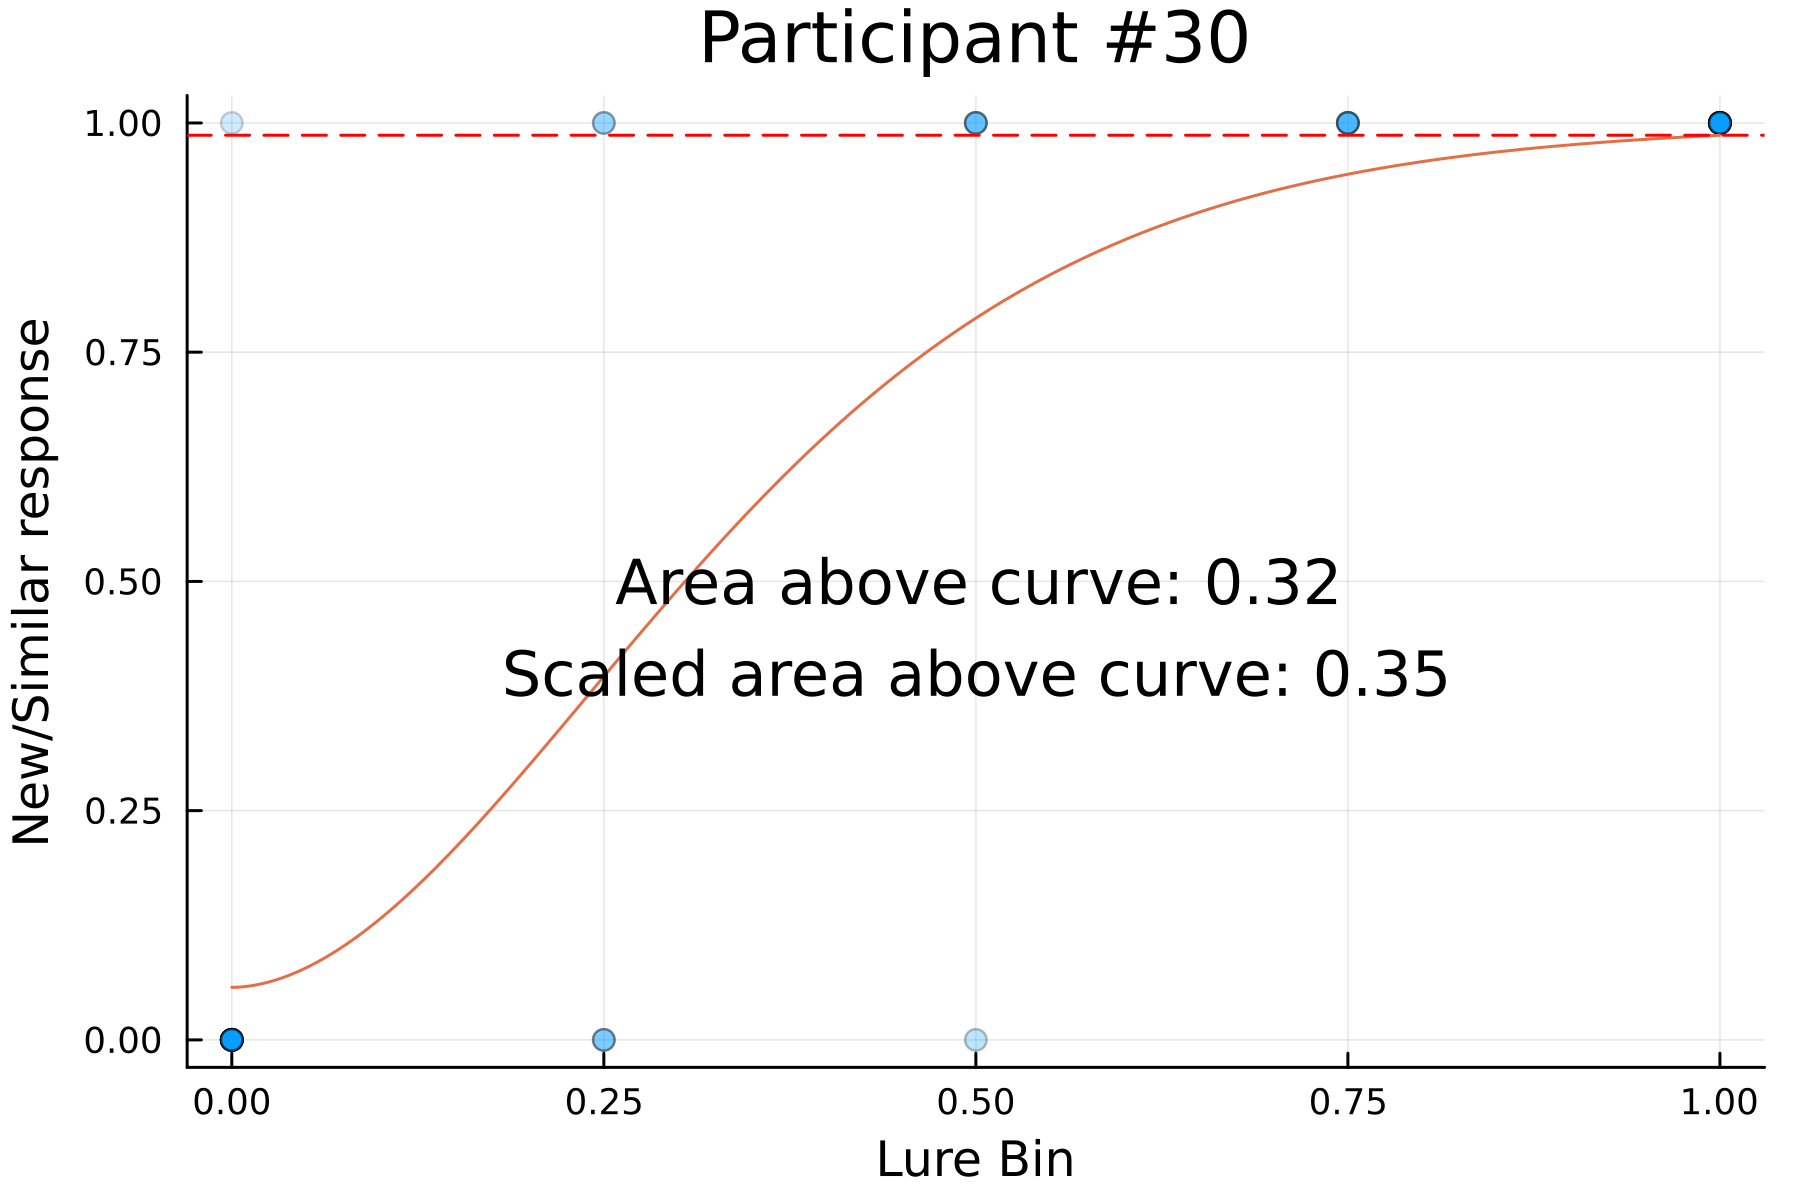 Participant #30
1.00
0.75
0.50
0.25
0.00
New/Similar response
Area above curve: 0.32
Scaled area above curve: 0.35
0.00 0.25 0.50 0.75 1.00
Lure Bin